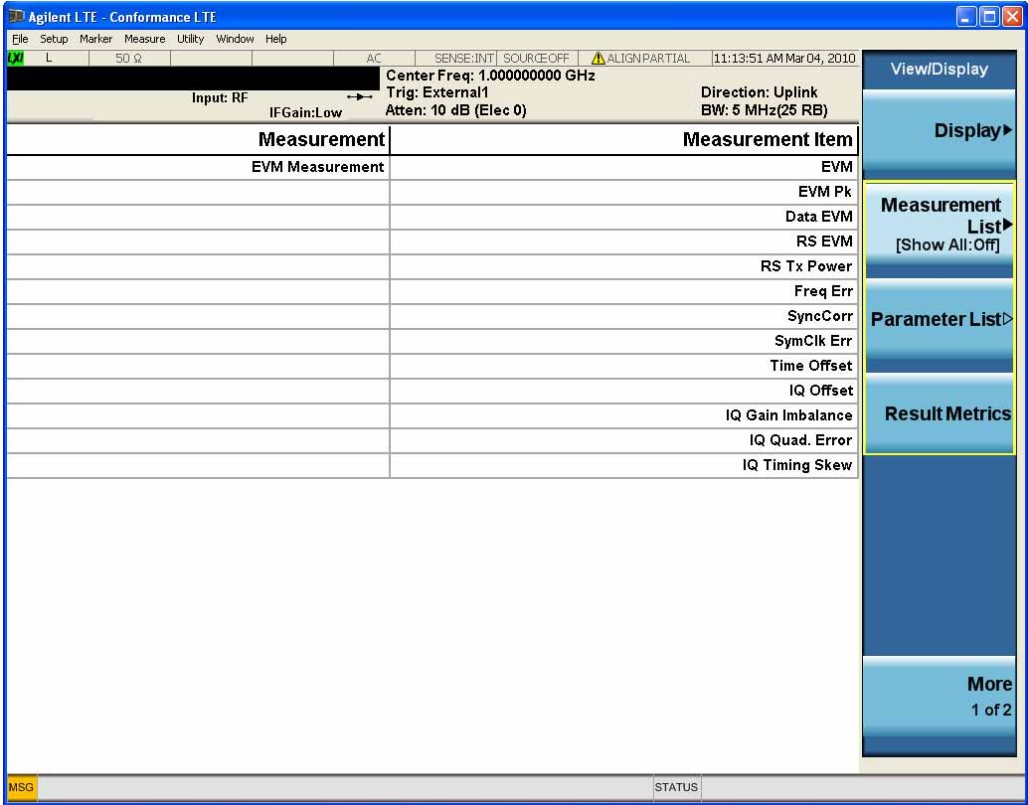 Agilent LTE - Conformance LTE
File Setup Marker Measure Utility Window Help
LXI L 50 Ω AC SENSE:INT SOURCE OFF ALIGN PARTIAL 11:13:51 AM Mar 04, 2010
Center Freq: 1.000000000 GHz
Input: RF Trig: External1 Direction: Uplink
IFGain:Low Atten: 10 dB (Elec 0) BW: 5 MHz(25 RB)
Measurement Measurement Item
EVM Measurement EVM
EVM Pk
Data EVM
RS EVM
RS Tx Power
Freq Err
SyncCorr
SymClk Err
Time Offset
IQ Offset
IQ Gain Imbalance
IQ Quad. Error
IQ Timing Skew
View/Display
Display
Measurement
List
[Show All:Off]
Parameter List
Result Metrics
More
1 of 2
MSG STATUS